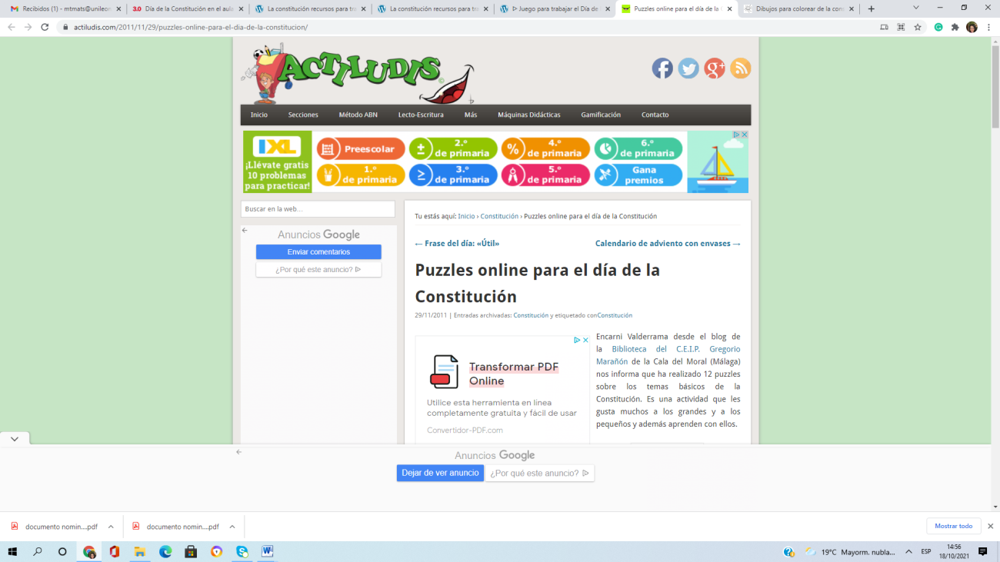 Recibidos (1) - mtmats@unileon
3.0 Día de la Constitución en el aula
La constitución recursos para tra
La constitución recursos para tra
ᐅ Juego para trabajar el Día de
Puzzles online para el día de la
Dibujos para colorear de la cons
actiludis.com/2011/11/29/puzzles-online-para-el-dia-de-la-constitucion/
ACTILUDIS
Inicio Secciones Método ABN Lecto-Escritura Más Máquinas Didácticas Gamificación Contacto
IXL
¡Llévate gratis
10 problemas
para practicar!
Preescolar
2.º
de primaria
4.º
de primaria
6.º
de primaria
1.º
de primaria
3.º
de primaria
5.º
de primaria
Gana
premios
Buscar en la web...
Anuncios Google
Enviar comentarios
¿Por qué este anuncio?
Tu estás aquí: Inicio › Constitución › Puzzles online para el día de la Constitución
← Frase del día: «Útil»
Calendario de adviento con envases →
Puzzles online para el día de la
Constitución
29/11/2011 | Entradas archivadas: Constitución y etiquetado conConstitución
Transformar PDF
Online
Utilice esta herramienta en línea
completamente gratuita y fácil de usar
Convertidor-PDF.com
Encarni Valderrama desde el blog de
la Biblioteca del C.E.I.P. Gregorio
Marañón de la Cala del Moral (Málaga)
nos informa que ha realizado 12 puzzles
sobre los temas básicos de la
Constitución. Es una actividad que les
gusta muchos a los grandes y a los
pequeños y además aprenden con ellos.
Anuncios Google
Dejar de ver anuncio
¿Por qué este anuncio?
documento nomin....pdf
documento nomin....pdf
Mostrar todo
19°C Mayorm. nubla...
ESP
14:56
18/10/2021